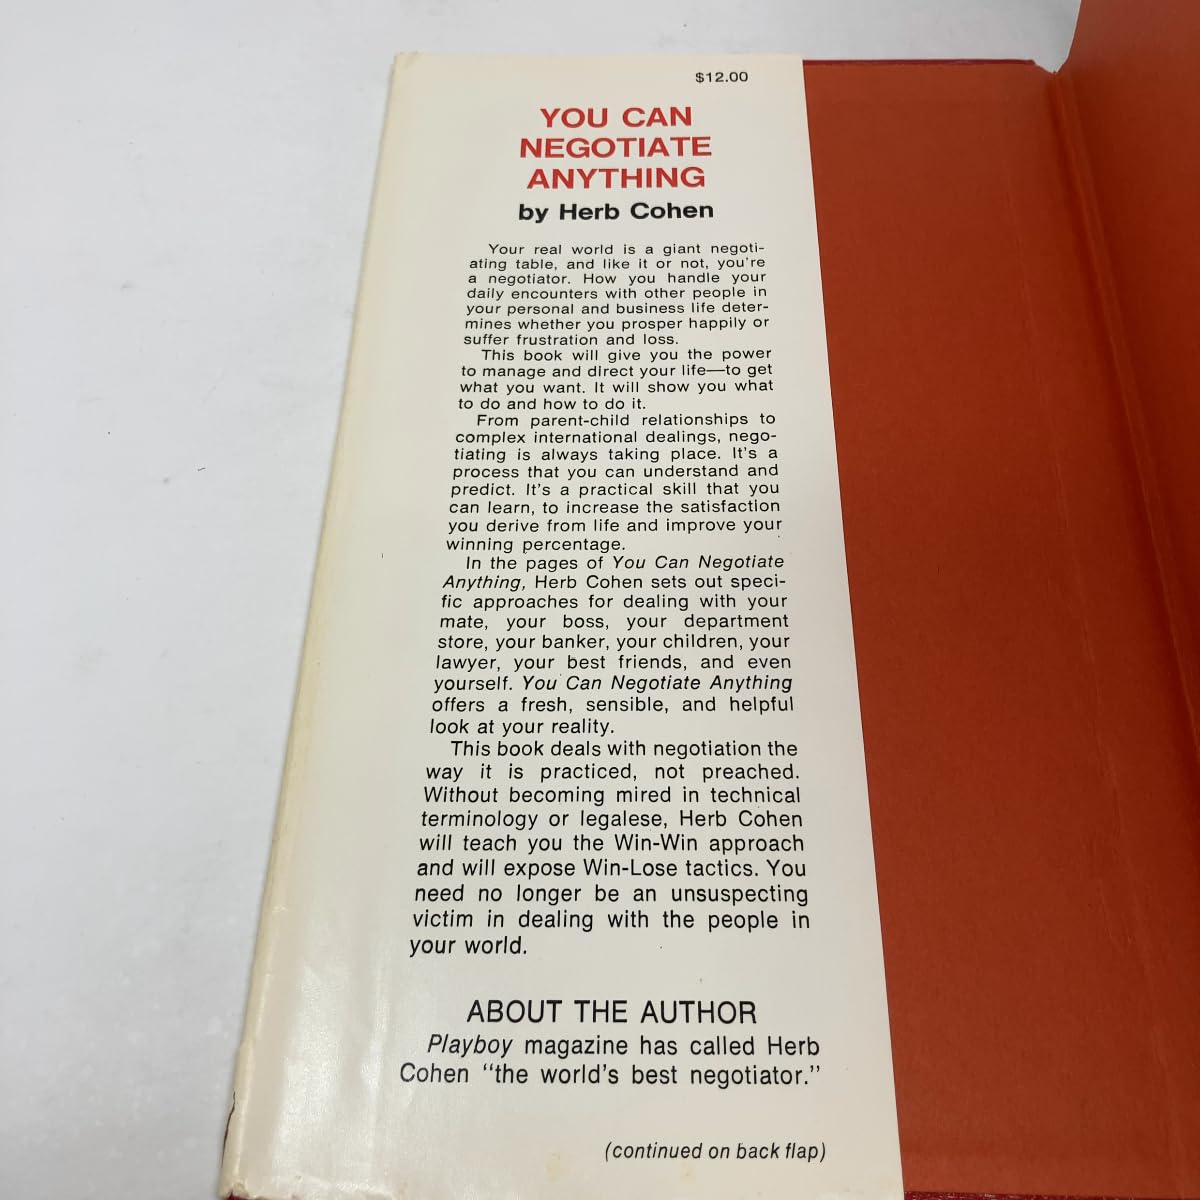 $12.00
YOU CAN
NEGOTIATE
ANYTHING
by Herb Cohen
Your real world is a giant negoti-
ating table, and like it or not, you're
a negotiator. How you handle your
daily encounters with other people in
your personal and business life deter-
mines whether you prosper happily or
suffer frustration and loss.
This book will give you the power
to manage and direct your life—to get
what you want. It will show you what
to do and how to do it.
From parent-child relationships to
complex international dealings, nego-
tiating is always taking place. It's a
process that you can understand and
predict. It's a practical skill that you
can learn, to increase the satisfaction
you derive from life and improve your
winning percentage.
In the pages of You Can Negotiate
Anything, Herb Cohen sets out speci-
fic approaches for dealing with your
mate, your boss, your department
store, your banker, your children, your
lawyer, your best friends, and even
yourself. You Can Negotiate Anything
offers a fresh, sensible, and helpful
look at your reality.
This book deals with negotiation the
way it is practiced, not preached.
Without becoming mired in technical
terminology or legalese, Herb Cohen
will teach you the Win-Win approach
and will expose Win-Lose tactics. You
need no longer be an unsuspecting
victim in dealing with the people in
your world.
ABOUT THE AUTHOR
Playboy magazine has called Herb
Cohen "the world's best negotiator."
(continued on back flap)